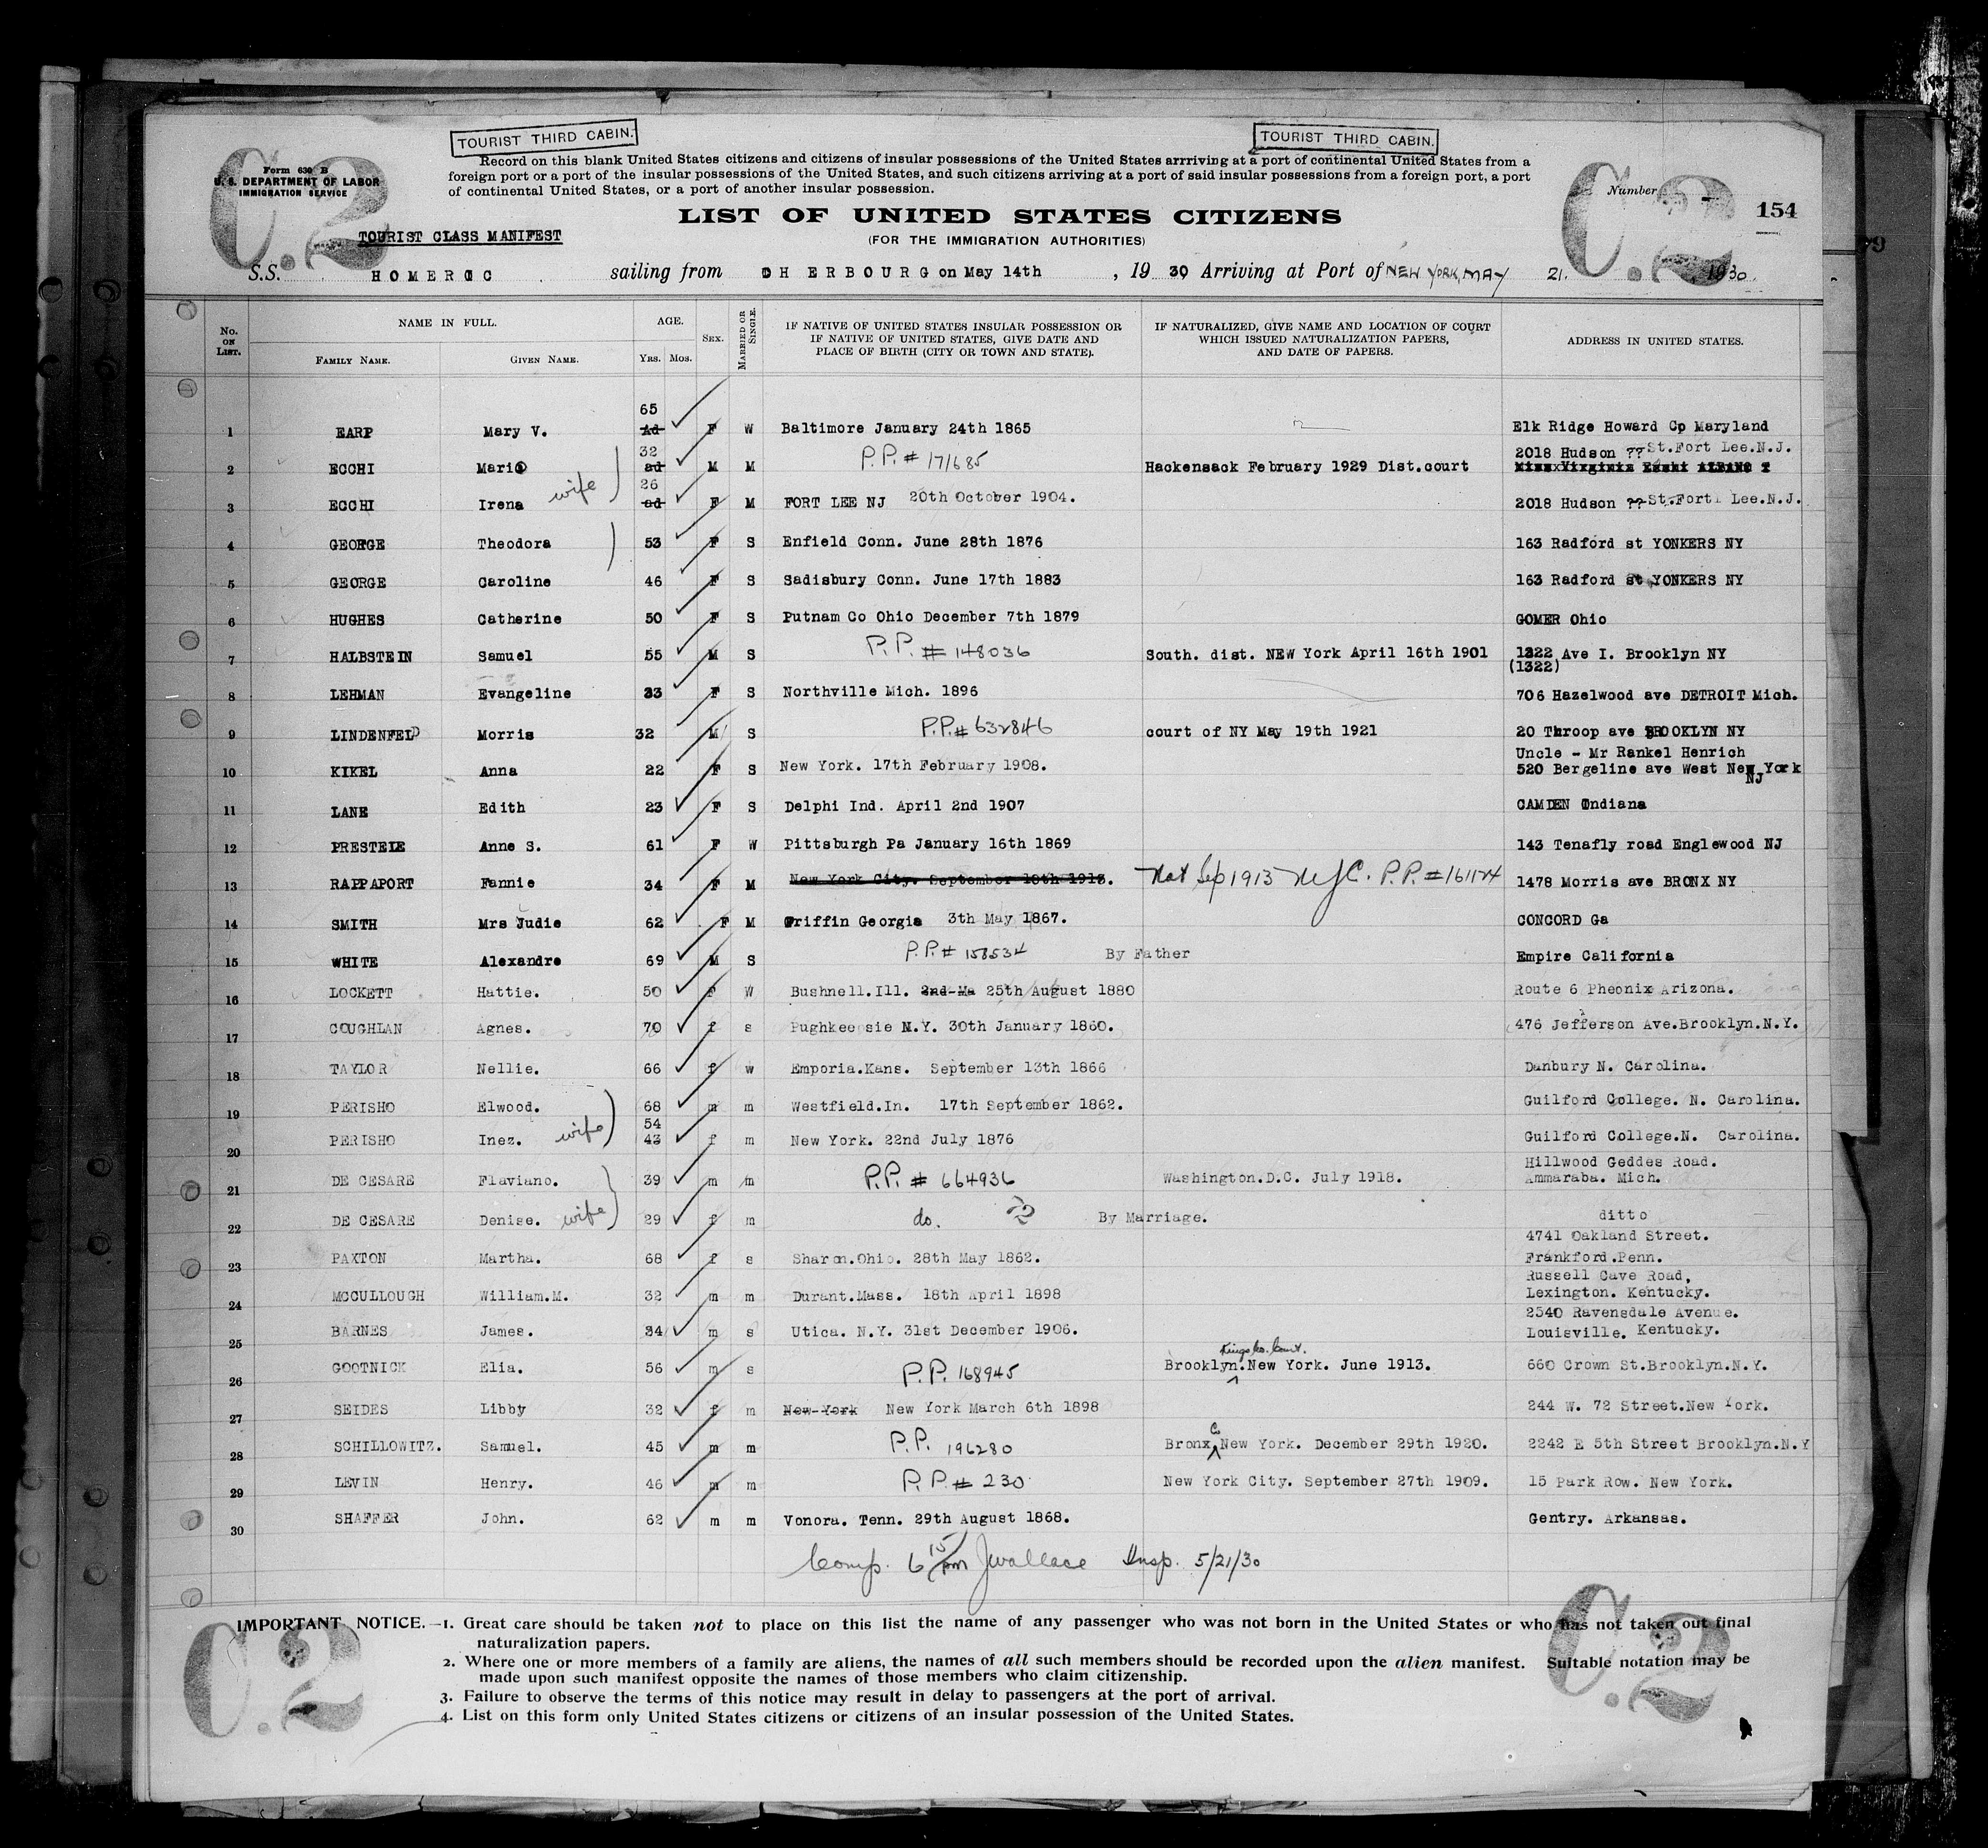 TOURIST THIRD CABIN. TOURIST THIRD CABIN.
C.2 C.2
Form 630 B
U. S. DEPARTMENT OF LABOR
IMMIGRATION SERVICE
Record on this blank United States citizens and citizens of insular possessions of the United States arrriving at a port of continental United States from a
foreign port or a port of the insular possessions of the United States, and such citizens arriving at a port of said insular possessions from a foreign port, a port
of continental United States, or a port of another insular possession.
Number 154
LIST OF UNITED STATES CITIZENS
TOURIST CLASS MANIFEST (FOR THE IMMIGRATION AUTHORITIES)
S.S. HOMERIC sailing from CHERBOURG on May 14th , 19 30 Arriving at Port of NEW YORK, MAY 21. 1930
No. ON LIST. NAME IN FULL. FAMILY NAME. GIVEN NAME. AGE. YRS. MOS. SEX. MARRIED OR SINGLE. IF NATIVE OF UNITED STATES INSULAR POSSESSION OR IF NATIVE OF UNITED STATES, GIVE DATE AND PLACE OF BIRTH (CITY OR TOWN AND STATE). IF NATURALIZED, GIVE NAME AND LOCATION OF COURT WHICH ISSUED NATURALIZATION PAPERS, AND DATE OF PAPERS. ADDRESS IN UNITED STATES.
1 EARP Mary V. 65 Ad F W Baltimore January 24th 1865 Elk Ridge Howard Cp Maryland
2 ECCHI Mario 32 ad M M P.P. # 171685 Hackensack February 1929 Dist.court 2018 Hudson ?? St.Fort Lee.N.J.
3 ECCHI Irena wife 26 ad F M FORT LEE NJ 20th October 1904. 2018 Hudson ?? St.Fort Lee.N.J.
4 GEORGE Theodora 53 F S Enfield Conn. June 28th 1876 163 Radford st YONKERS NY
5 GEORGE Caroline 46 F S Sadisbury Conn. June 17th 1883 163 Radford st YONKERS NY
6 HUGHES Catherine 50 F S Putnam Co Ohio December 7th 1879 GOMER Ohio
7 HALBSTEIN Samuel 55 M S P.P. # 148036 South. dist. NEW York April 16th 1901 1322 Ave I. Brooklyn NY
(1322)
8 LEHMAN Evangeline 33 F S Northville Mich. 1896 706 Hazelwood ave DETROIT Mich.
9 LINDENFELD Morris 32 M S P.P.# 632846 court of NY May 19th 1921 20 Throop ave BROOKLYN NY
Uncle - Mr Rankel Henrich
10 KIKEL Anna 22 F S New York. 17th February 1908. 520 Bergeline ave West New York
NJ
11 LANE Edith 23 F S Delphi Ind. April 2nd 1907 CAMDEN Indiana
12 PRESTEIE Anne S. 61 F W Pittsburgh Pa January 16th 1869 143 Tenafly road Englewood NJ
13 RAPPAPORT Fannie 34 F M New York City. September 10th 1913. Nat Sep 1913 NYC. P.P. # 161124 1478 Morris ave BRONX NY
14 SMITH Mrs Judie 62 F M Griffin Georgia 3th May 1867. CONCORD Ga
15 WHITE Alexandre 69 M S P.P.# 158534 By Father Empire California
16 LOCKETT Hattie. 50 F W Bushnell.Ill. 2nd Ma 25th August 1880 Route 6 Pheonix Arizona.
17 COUGHLAN Agnes. 70 f s Pughkeepsie N.Y. 30th January 1860. 476 Jefferson Ave.Brooklyn.N.Y.
18 TAYLOR Nellie. 66 f w Emporia.Kans. September 13th 1866 Danbury N. Carolina.
19 PERISHO Elwood. 68 m m Westfield.In. 17th September 1862. Guilford College. N. Carolina.
20 PERISHO Inez. wife 54 43 f m New York. 22nd July 1876 Guilford College.N. Carolina.
Hillwood Geddes Road.
21 DE CESARE Flaviano. 39 m m P.P. # 664936 Washington.D.C. July 1918. Ammaraba. Mich.
22 DE CESARE Denise. wife 29 f m do. By Marriage. ditto
4741 Oakland Street.
23 PAXTON Martha. 68 f s Sharon.Ohio. 28th May 1862. Frankford.Penn.
Russell Cave Road,
24 MCCULLOUGH William.M. 32 m m Durant.Mass. 18th April 1898 Lexington. Kentucky.
2540 Ravensdale Avenue.
25 BARNES James. 34 m s Utica. N.Y. 31st December 1906. Louisville. Kentucky.
Kings Co. Court.
26 GOOTNICK Elia. 56 m s P.P. 168945 Brooklyn.New York. June 1913. 660 Crown St.Brooklyn.N.Y.
27 SEIDES Libby 32 f m New York New York March 6th 1898 244 W. 72 Street.New York.
28 SCHILLOWITZ. Samuel. 45 m m P.P. 196280 Bronx Co New York. December 29th 1920. 2242 E 5th Street Brooklyn.N.Y
29 LEVIN Henry. 46 m m P.P.# 230 New York City. September 27th 1909. 15 Park Row. New York.
30 SHAFFER John. 62 m m Vonora. Tenn. 29th August 1868. Gentry. Arkansas.
Comp. 6 15/PM J Wallace Insp. 5/21/30
IMPORTANT NOTICE.—1. Great care should be taken not to place on this list the name of any passenger who was not born in the United States or who has not taken out final
naturalization papers.
2. Where one or more members of a family are aliens, the names of all such members should be recorded upon the alien manifest. Suitable notation may be
made upon such manifest opposite the names of those members who claim citizenship.
3. Failure to observe the terms of this notice may result in delay to passengers at the port of arrival.
4. List on this form only United States citizens or citizens of an insular possession of the United States.
C.2 C.2